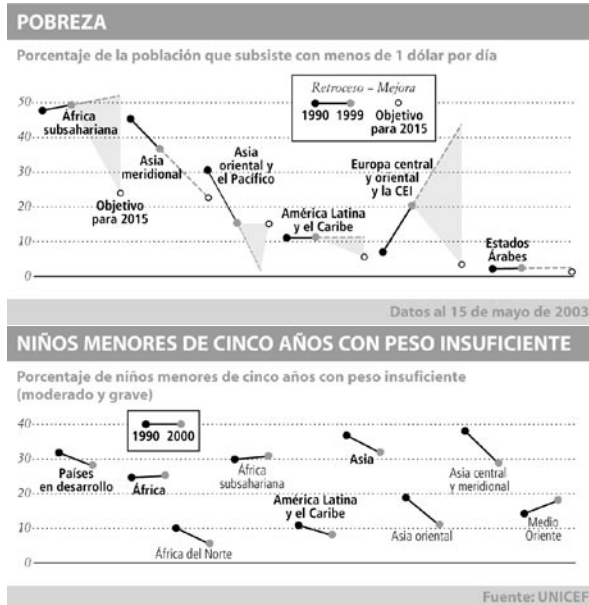 POBREZA
Porcentaje de la población que subsiste con menos de 1 dólar por día
Retroceso – Mejora
1990 1999 Objetivo
para 2015
50
40
30
20
10
0
África
subsahariana
Objetivo
para 2015
Asia
meridional
Asia
oriental y
el Pacífico
América Latina
y el Caribe
Europa central
y oriental
y la CEI
Estados
Árabes
Datos al 15 de mayo de 2003
NIÑOS MENORES DE CINCO AÑOS CON PESO INSUFICIENTE
Porcentaje de niños menores de cinco años con peso insuficiente
(moderado y grave)
1990 2000
40
30
20
10
0
Países
en desarrollo
África
África del Norte
África
subsahariana
América Latina
y el Caribe
Asia
Asia oriental
Asia central
y meridional
Medio
Oriente
Fuente: UNICEF